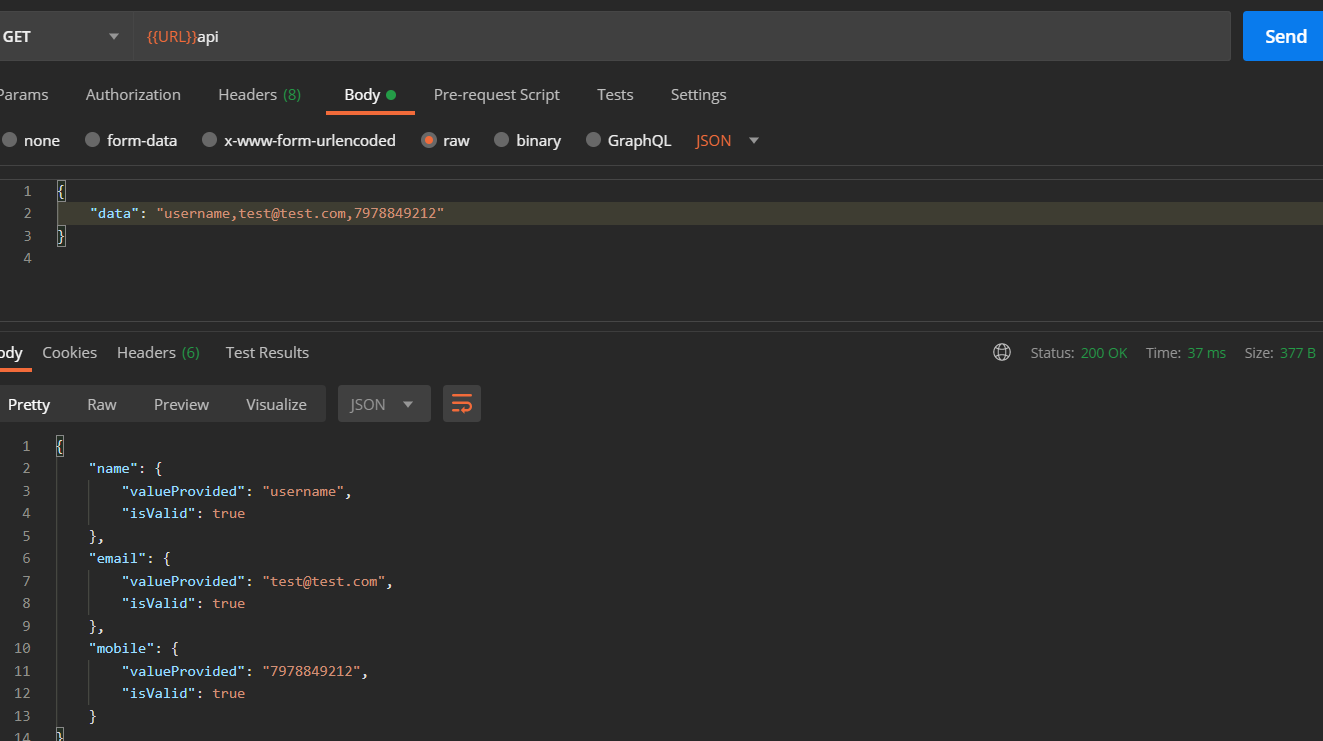 GET {{URL}}api Send
Params Authorization Headers (8) Body Pre-request Script Tests Settings
none form-data x-www-form-urlencoded raw binary GraphQL JSON
1 {
2 "data": "username,test@test.com,7978849212"
3 }
4
ody Cookies Headers (6) Test Results Status: 200 OK Time: 37 ms Size: 377 B
Pretty Raw Preview Visualize JSON
1 {
2 "name": {
3 "valueProvided": "username",
4 "isValid": true
5 },
6 "email": {
7 "valueProvided": "test@test.com",
8 "isValid": true
9 },
10 "mobile": {
11 "valueProvided": "7978849212",
12 "isValid": true
13 }
14 }